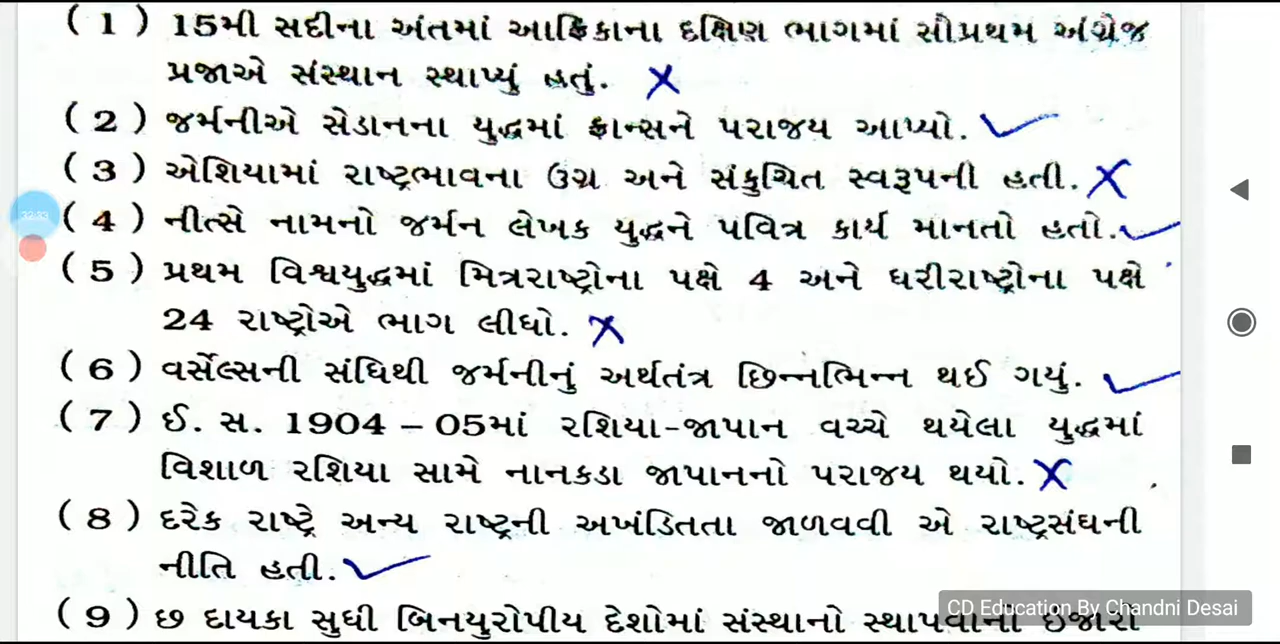 ( 1 ) 15મી સદીના અંતમાં આફ્રિકાના દક્ષિણ ભાગમાં સૌપ્રથમ અંગ્રેજ
પ્રજાએ સંસ્થાન સ્થાપ્યું હતું.
( 2 ) જર્મનીએ સેડાનના યુદ્ધમાં ફ્રાન્સને પરાજય આપ્યો.
( 3 ) એશિયામાં રાષ્ટ્રભાવના ઉગ્ર અને સંકુચિત સ્વરૂપની હતી.
32:33
( 4 ) નીત્સે નામનો જર્મન લેખક યુદ્ધને પવિત્ર કાર્ય માનતો હતો.
( 5 ) પ્રથમ વિશ્વયુદ્ધમાં મિત્રરાષ્ટ્રોના પક્ષે 4 અને ધરીરાષ્ટ્રોના પક્ષે
24 રાષ્ટ્રોએ ભાગ લીધો.
( 6 ) વર્સેલ્સની સંધિથી જર્મનીનું અર્થતંત્ર છિન્નભિન્ન થઈ ગયું.
( 7 ) ઈ. સ. 1904 – 05માં રશિયા-જાપાન વચ્ચે થયેલા યુદ્ધમાં
વિશાળ રશિયા સામે નાનકડા જાપાનનો પરાજય થયો.
( 8 ) દરેક રાષ્ટ્રે અન્ય રાષ્ટ્રની અખંડિતતા જાળવવી એ રાષ્ટ્રસંઘની
નીતિ હતી.
( 9 ) છ દાયકા સુધી બિનયુરોપીય દેશોમાં સંસ્થાનો સ્થાપવાનો ઈજારો
CD Education By Chandni Desai